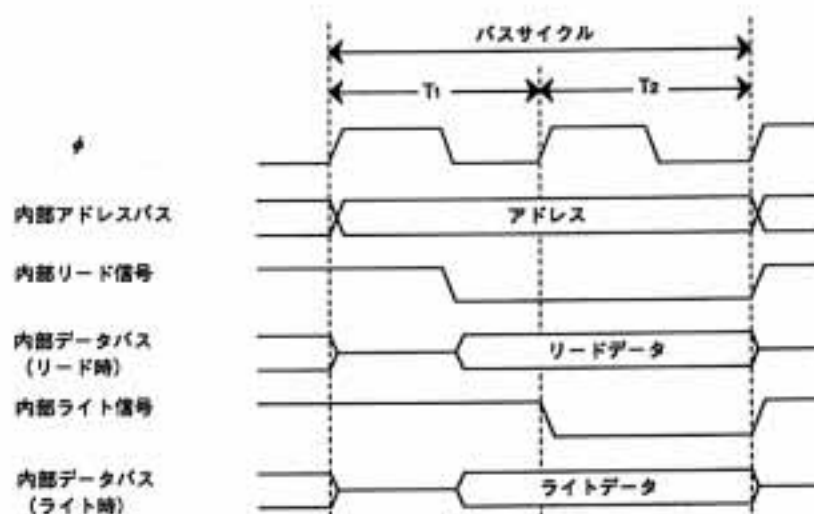 バスサイクル
T1
T2
φ
内部アドレスバス
アドレス
内部リード信号
内部データバス
(リード時)
リードデータ
内部ライト信号
内部データバス
(ライト時)
ライトデータ